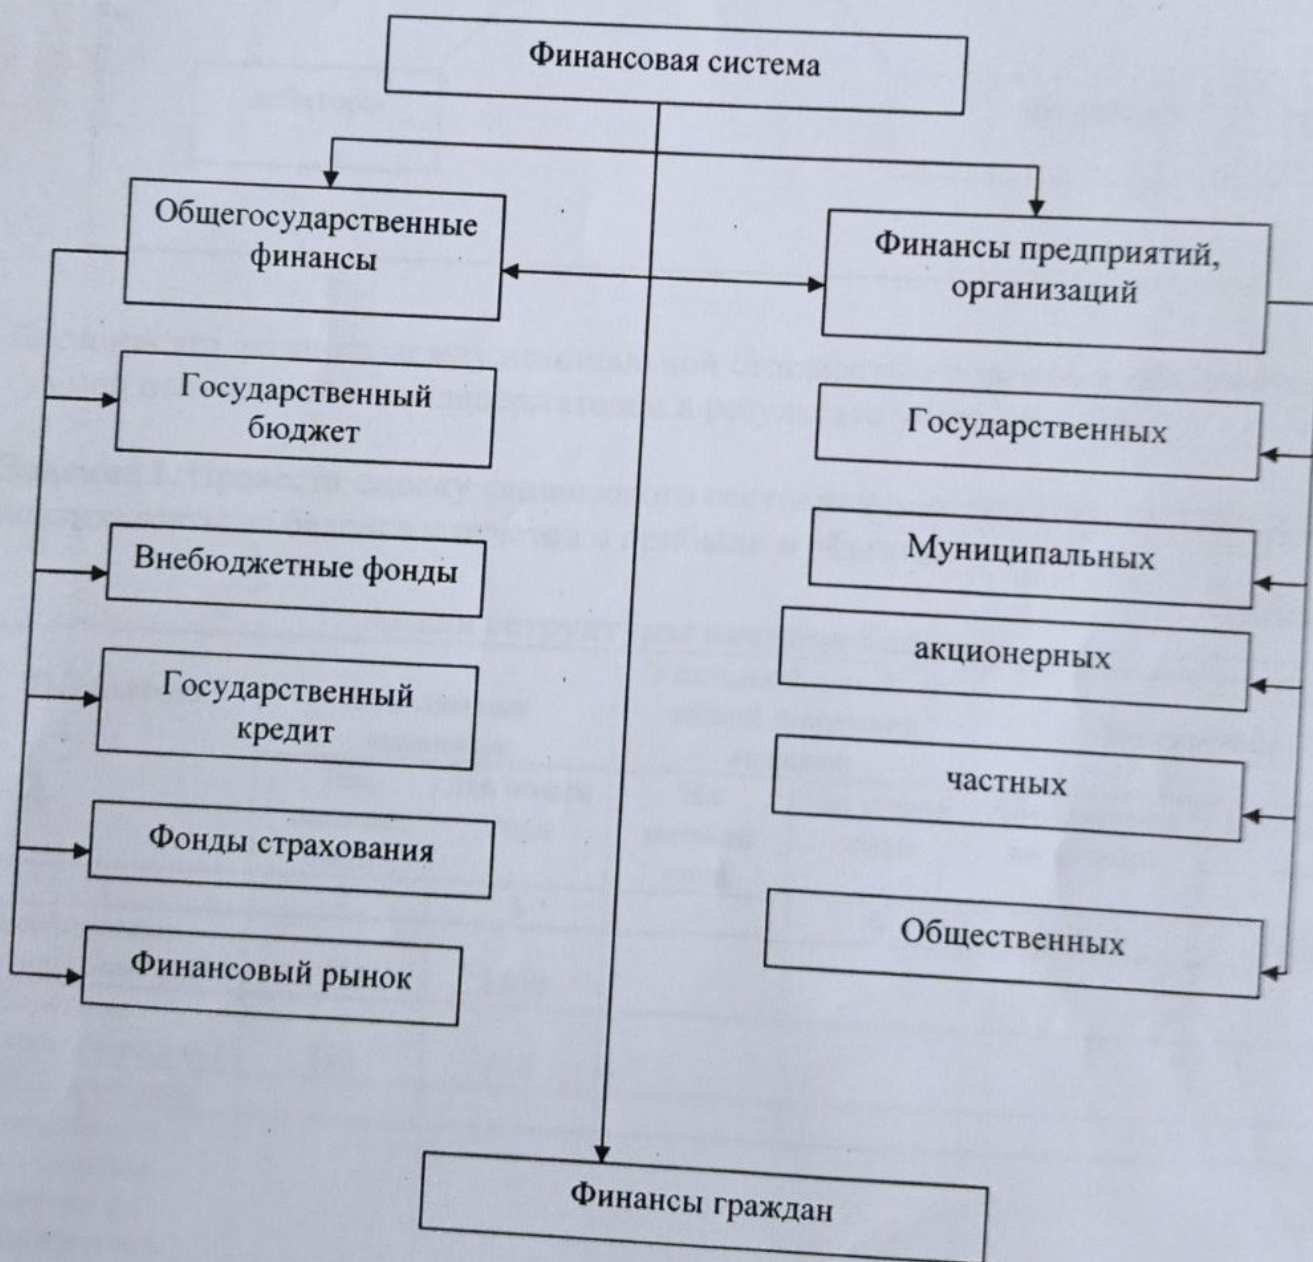 Финансовая система
Общегосударственные
финансы
Государственный
бюджет
Внебюджетные фонды
Государственный
кредит
Фонды страхования
Финансовый рынок
Финансы предприятий,
организаций
Государственных
Муниципальных
акционерных
частных
Общественных
Финансы граждан